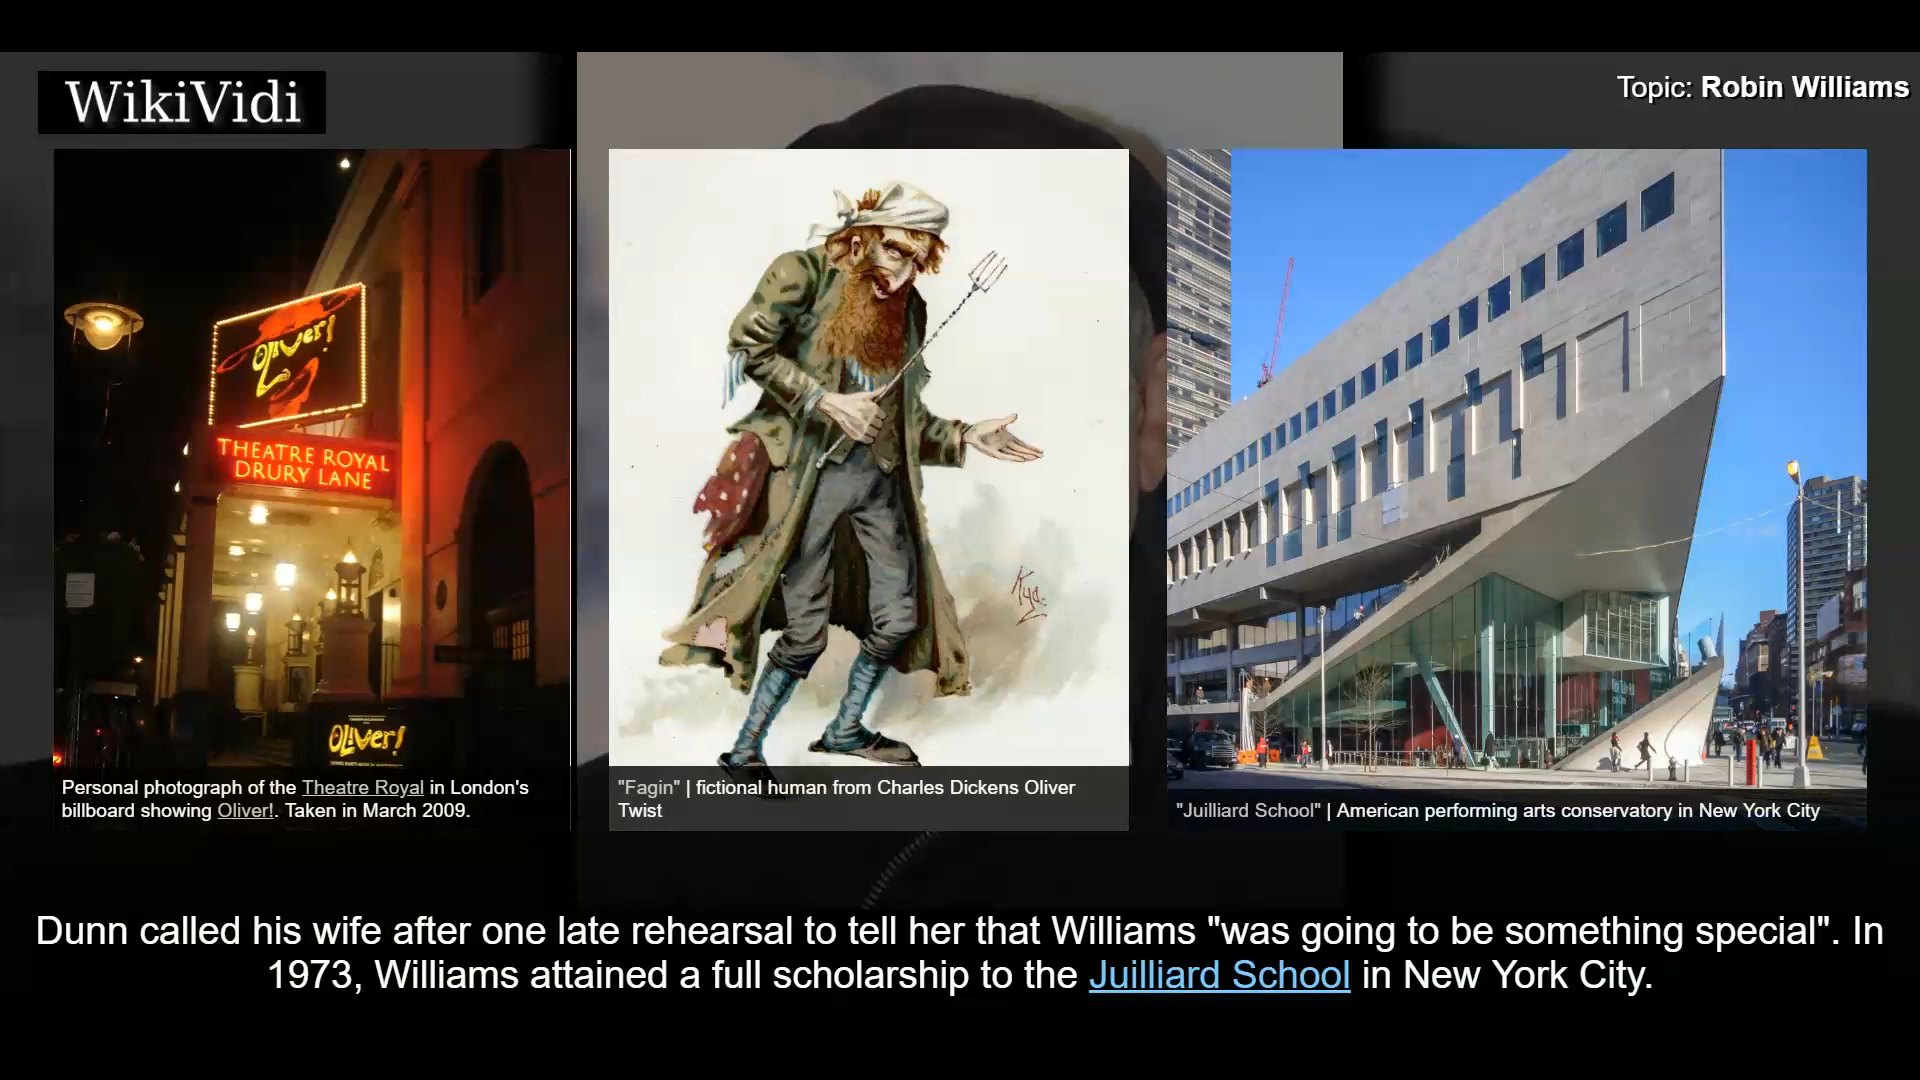 WikiVidi
Topic: Robin Williams
Oliver!
THEATRE ROYAL
DRURY LANE
OLIVER!
Personal photograph of the Theatre Royal in London's
billboard showing Oliver!. Taken in March 2009.
Kyd
"Fagin" | fictional human from Charles Dickens Oliver
Twist
"Juilliard School" | American performing arts conservatory in New York City
Dunn called his wife after one late rehearsal to tell her that Williams "was going to be something special". In
1973, Williams attained a full scholarship to the Juilliard School in New York City.